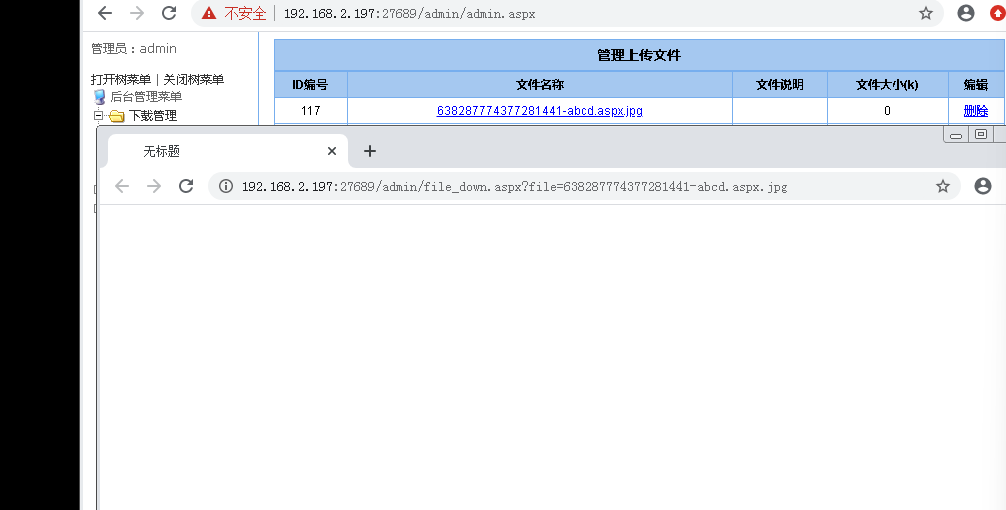 不安全 | 192.168.2.197:27689/admin/admin.aspx
管理员：admin
打开树菜单 | 关闭树菜单
后台管理菜单
下载管理
管理上传文件
ID编号 文件名称 文件说明 文件大小(k) 编辑
117 638287774377281441-abcd.aspx.jpg 0 删除
无标题
192.168.2.197:27689/admin/file_down.aspx?file=638287774377281441-abcd.aspx.jpg